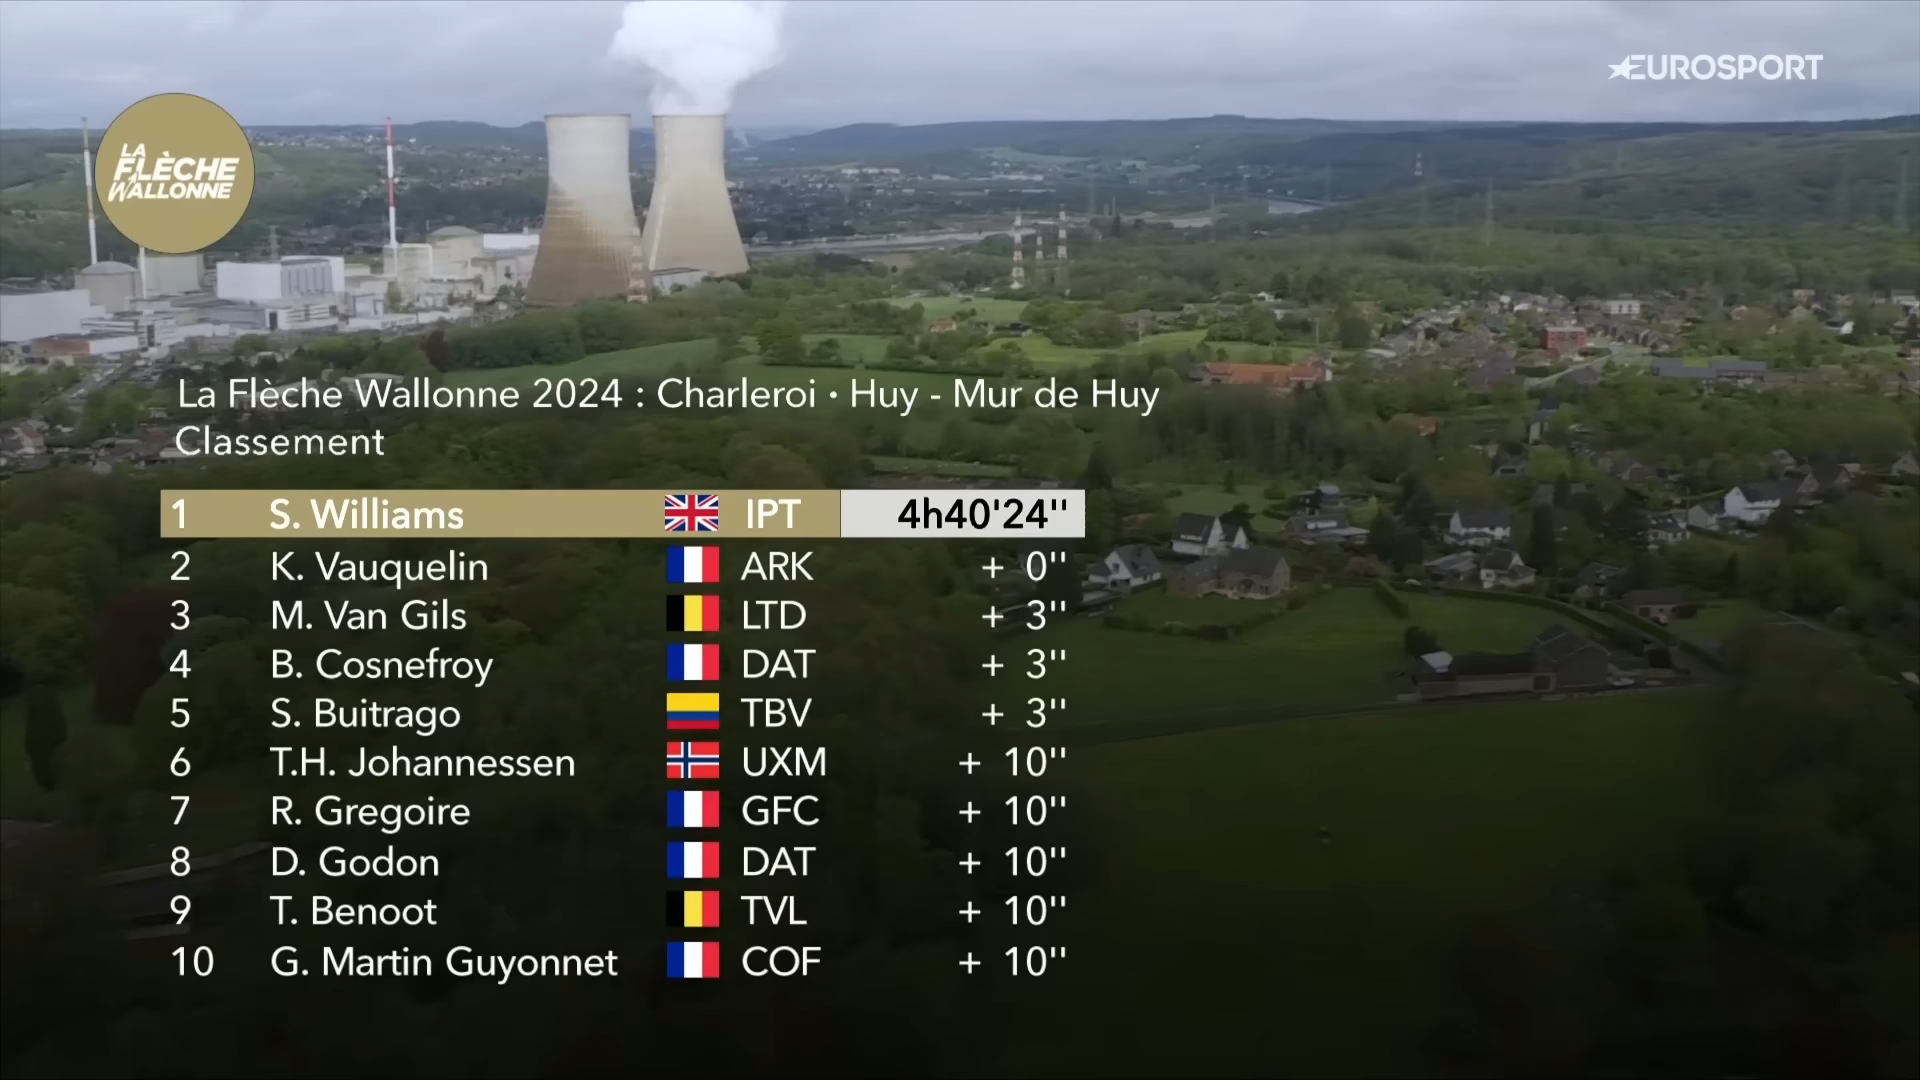 EUROSPORT
LA
FLÈCHE
WALLONNE
La Flèche Wallonne 2024 : Charleroi • Huy - Mur de Huy
Classement
1 S. Williams IPT 4h40'24''
2 K. Vauquelin ARK + 0''
3 M. Van Gils LTD + 3''
4 B. Cosnefroy DAT + 3''
5 S. Buitrago TBV + 3''
6 T.H. Johannessen UXM + 10''
7 R. Gregoire GFC + 10''
8 D. Godon DAT + 10''
9 T. Benoot TVL + 10''
10 G. Martin Guyonnet COF + 10''